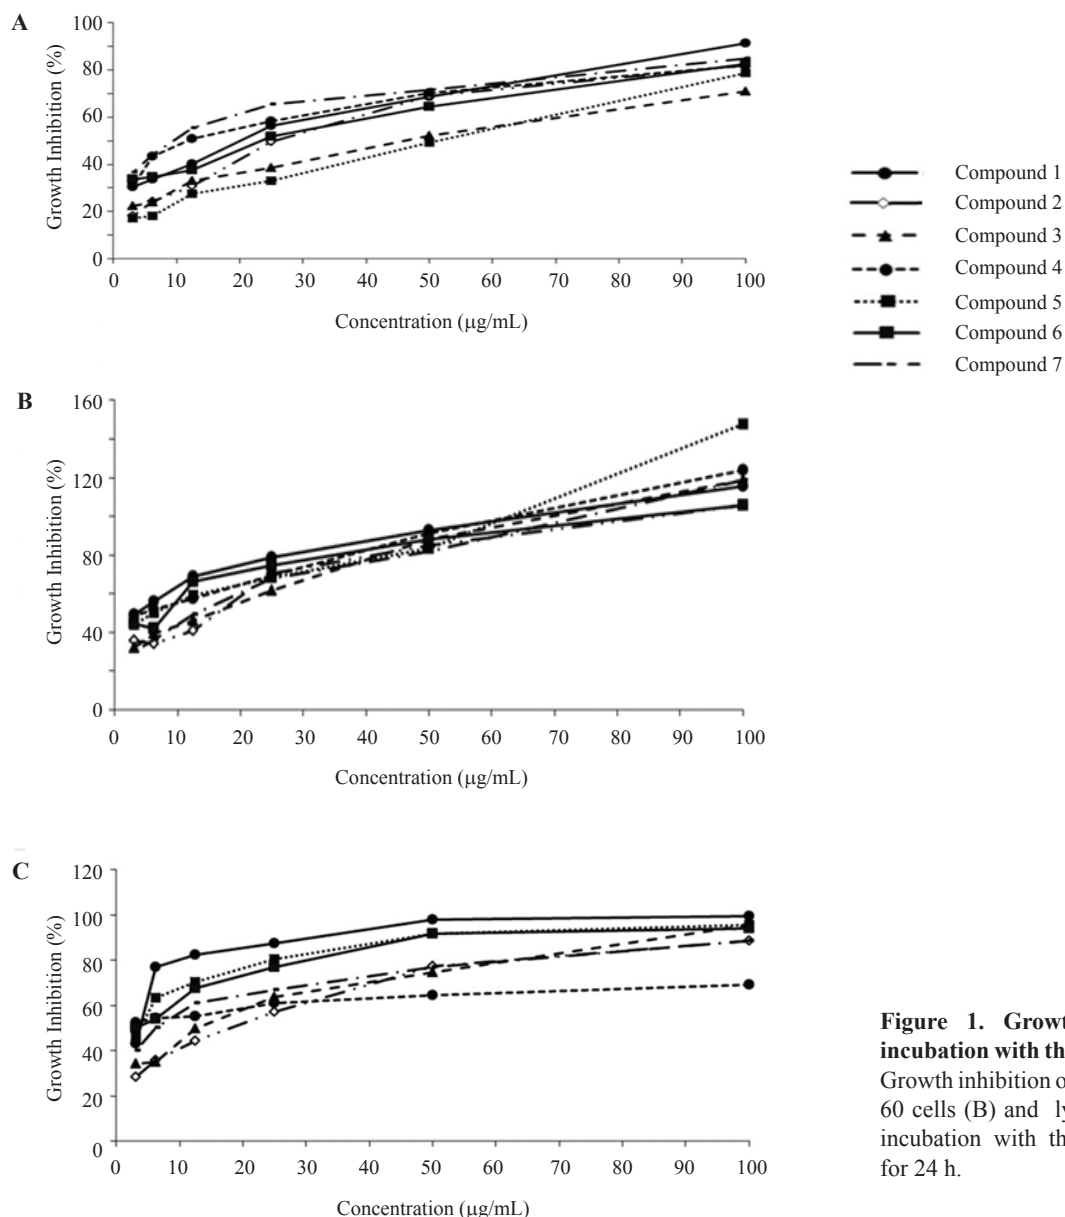 A
Growth Inhibition (%)
100
80
60
40
20
0
0 10 20 30 40 50 60 70 80 90 100
Concentration (µg/mL)
Compound 1
Compound 2
Compound 3
Compound 4
Compound 5
Compound 6
Compound 7
B
Growth Inhibition (%)
160
120
80
40
0
0 10 20 30 40 50 60 70 80 90 100
Concentration (µg/mL)
C
Growth Inhibition (%)
120
100
80
60
40
20
0
0 10 20 30 40 50 60 70 80 90 100
Concentration (µg/mL)
Figure 1. Growt
incubation with th
Growth inhibition o
60 cells (B) and ly
incubation with th
for 24 h.